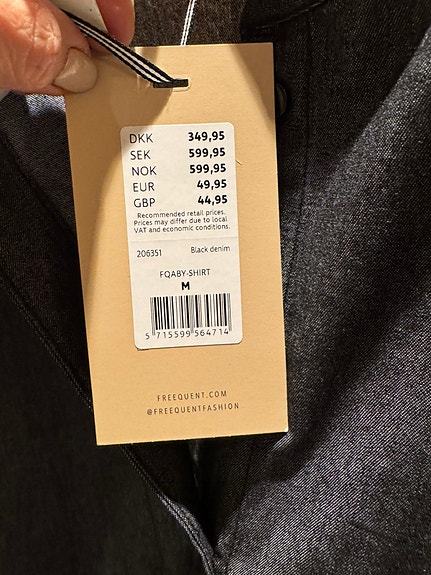 DKK 349,95
SEK 599,95
NOK 599,95
EUR 49,95
GBP 44,95
Recommended retail prices.
Prices may differ due to local
VAT and economic conditions.
206351 Black denim
FQABY-SHIRT
M
5 715599 564714
FREEQUENT.COM
@FREEQUENTFASHION